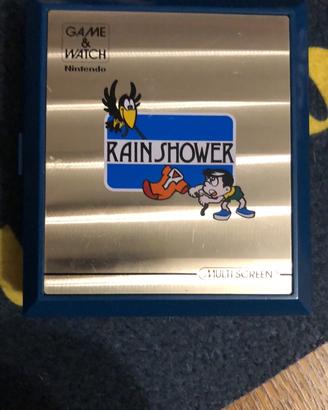 GAME
&
WATCH
Nintendo
RAIN SHOWER
MULTI SCREEN